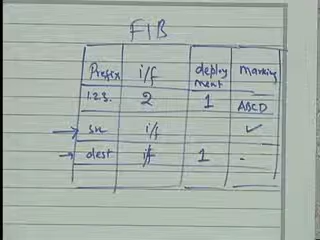 FIB
Prefix i/f deploy marking
ment
1.2.3. 2 1 ABCD
→ src i/f ✓
→ dest i/f 1 -